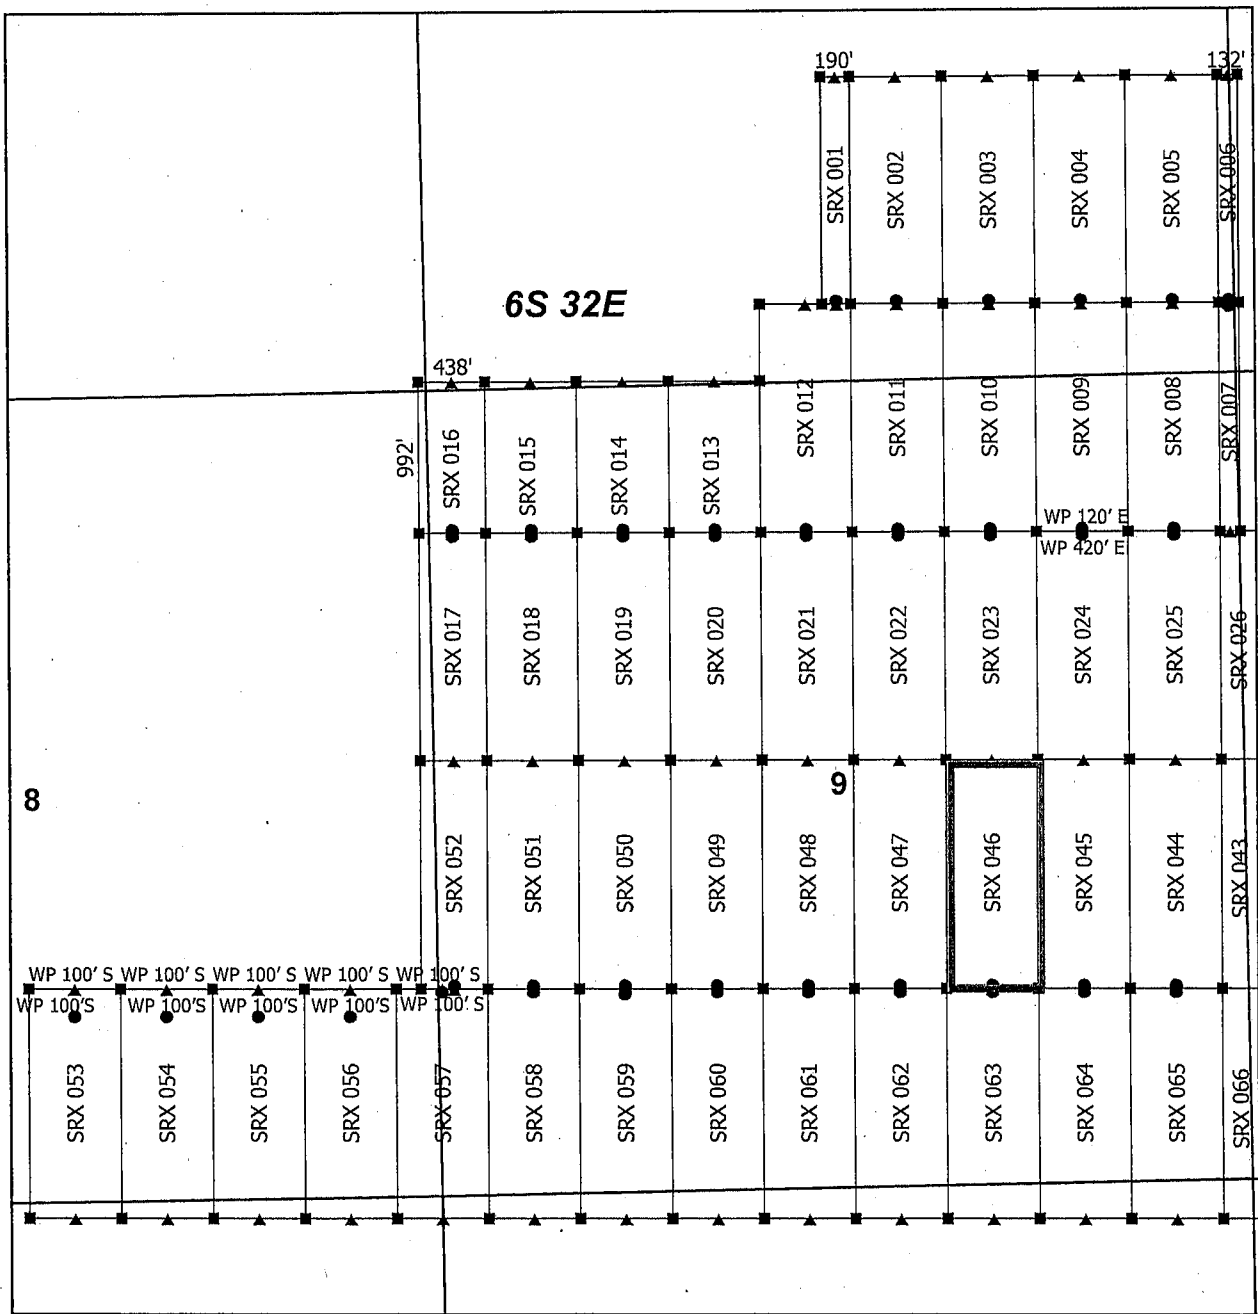 190'
132'
SRX 001
SRX 002
SRX 003
SRX 004
SRX 005
SRX 006
6S 32E
438'
992'
SRX 016
SRX 015
SRX 014
SRX 013
SRX 012
SRX 011
SRX 010
SRX 009
SRX 008
SRX 007
WP 120' E
WP 420' E
SRX 017
SRX 018
SRX 019
SRX 020
SRX 021
SRX 022
SRX 023
SRX 024
SRX 025
SRX 026
8
9
SRX 052
SRX 051
SRX 050
SRX 049
SRX 048
SRX 047
SRX 046
SRX 045
SRX 044
SRX 043
WP 100' S
WP 100' S
WP 100' S
WP 100' S
WP 100' S
WP 100'S
WP 100'S
WP 100'S
WP 100'S
WP 100' S
SRX 053
SRX 054
SRX 055
SRX 056
SRX 057
SRX 058
SRX 059
SRX 060
SRX 061
SRX 062
SRX 063
SRX 064
SRX 065
SRX 066